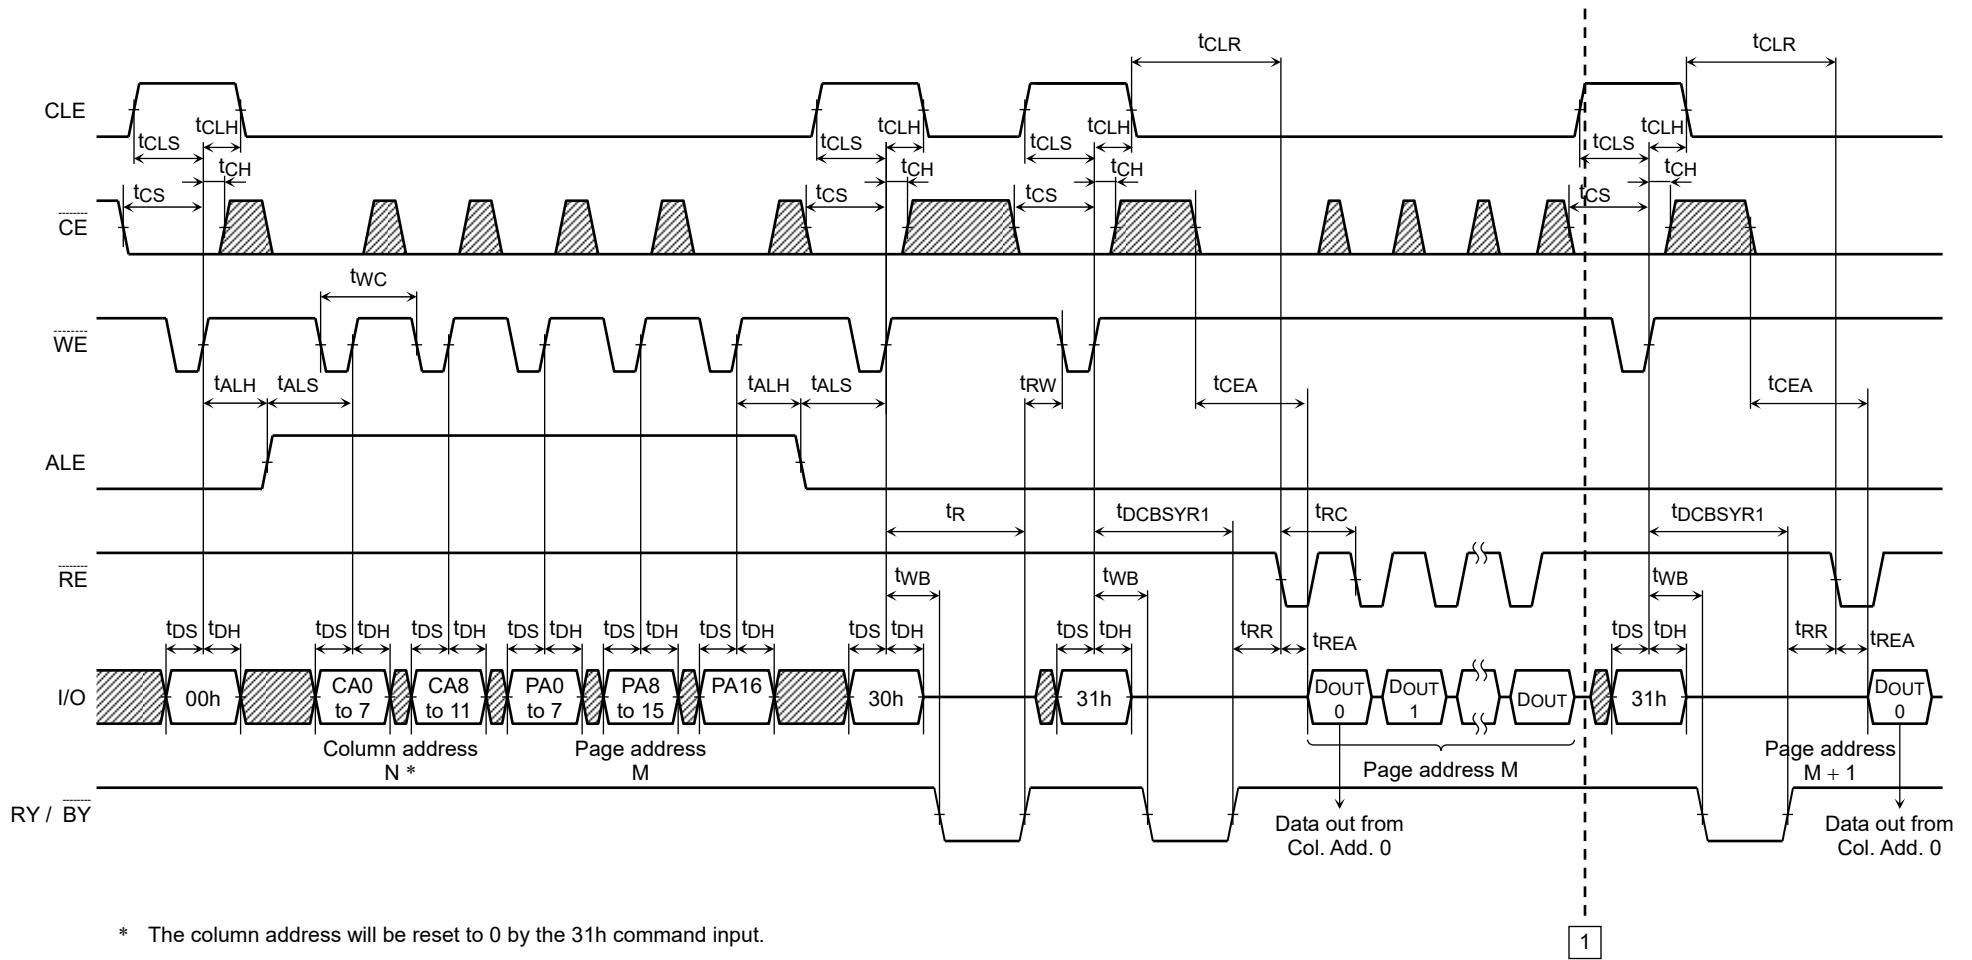 tCLR tCLR
CLE
tCLS tCLH tCLS tCLH tCLS tCLH tCLS tCLH
tCH tCH tCH tCH
tCS tCS tCS tCS
CE
tWC
WE
tALH tALS tALH tALS tRW tCEA tCEA
ALE
tR tDCBSYR1 tRC tDCBSYR1
RE
tWB tWB tWB
tDS tDH tDS tDH tDS tDH tDS tDH tDS tDH tDS tDH tDS tDH tDS tDH tRR tREA tDS tDH tRR tREA
I/O
00h
CA0
to 7
CA8
to 11
PA0
to 7
PA8
to 15
PA16
30h
31h
DOUT
0
DOUT
1
DOUT
31h
DOUT
0
Column address
N *
Page address
M
Page address M
Page address
M + 1
RY / BY
Data out from
Col. Add. 0
Data out from
Col. Add. 0
* The column address will be reset to 0 by the 31h command input.
1